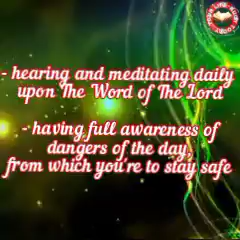 - hearing and meditating daily
upon The Word of The Lord
- having full awareness of
dangers of the day,
from which you're to stay safe